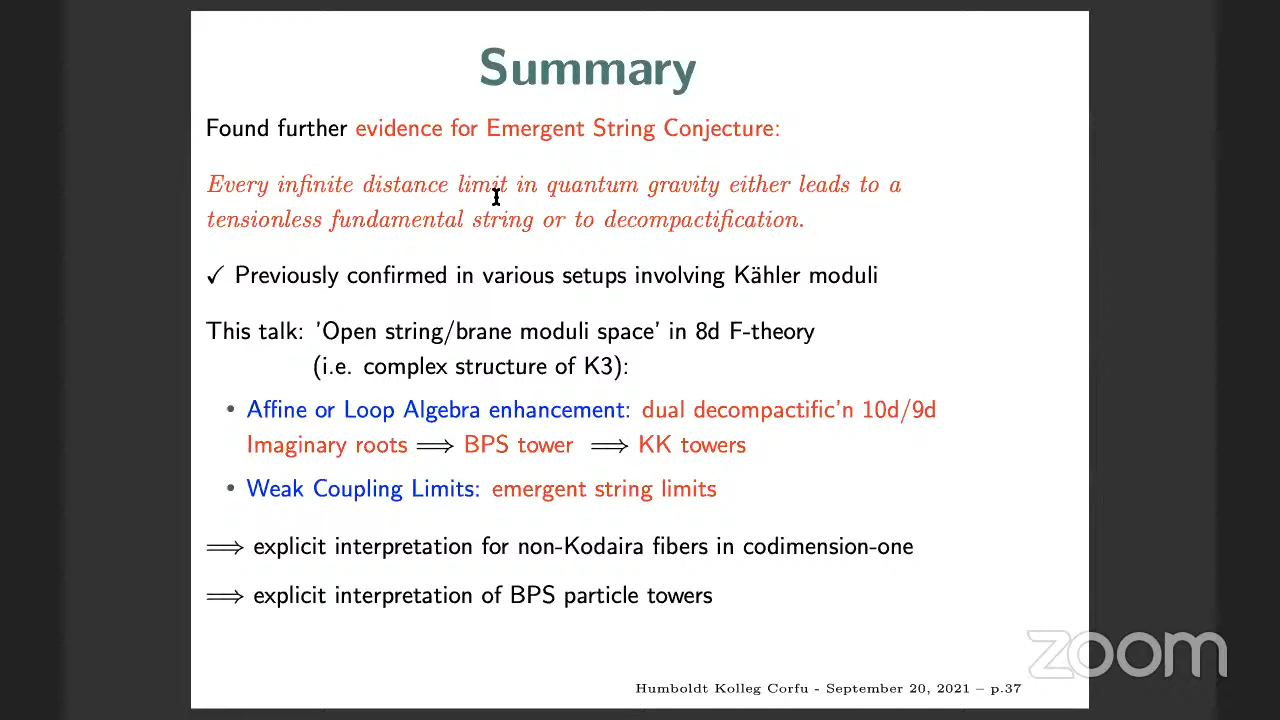 Summary
Found further evidence for Emergent String Conjecture:
Every infinite distance limit in quantum gravity either leads to a
tensionless fundamental string or to decompactification.
✓ Previously confirmed in various setups involving Kähler moduli
This talk: 'Open string/brane moduli space' in 8d F-theory
(i.e. complex structure of K3):
• Affine or Loop Algebra enhancement: dual decompactific'n 10d/9d
Imaginary roots ⟹ BPS tower ⟹ KK towers
• Weak Coupling Limits: emergent string limits
⟹ explicit interpretation for non-Kodaira fibers in codimension-one
⟹ explicit interpretation of BPS particle towers
zoom
Humboldt Kolleg Corfu - September 20, 2021 – p.37